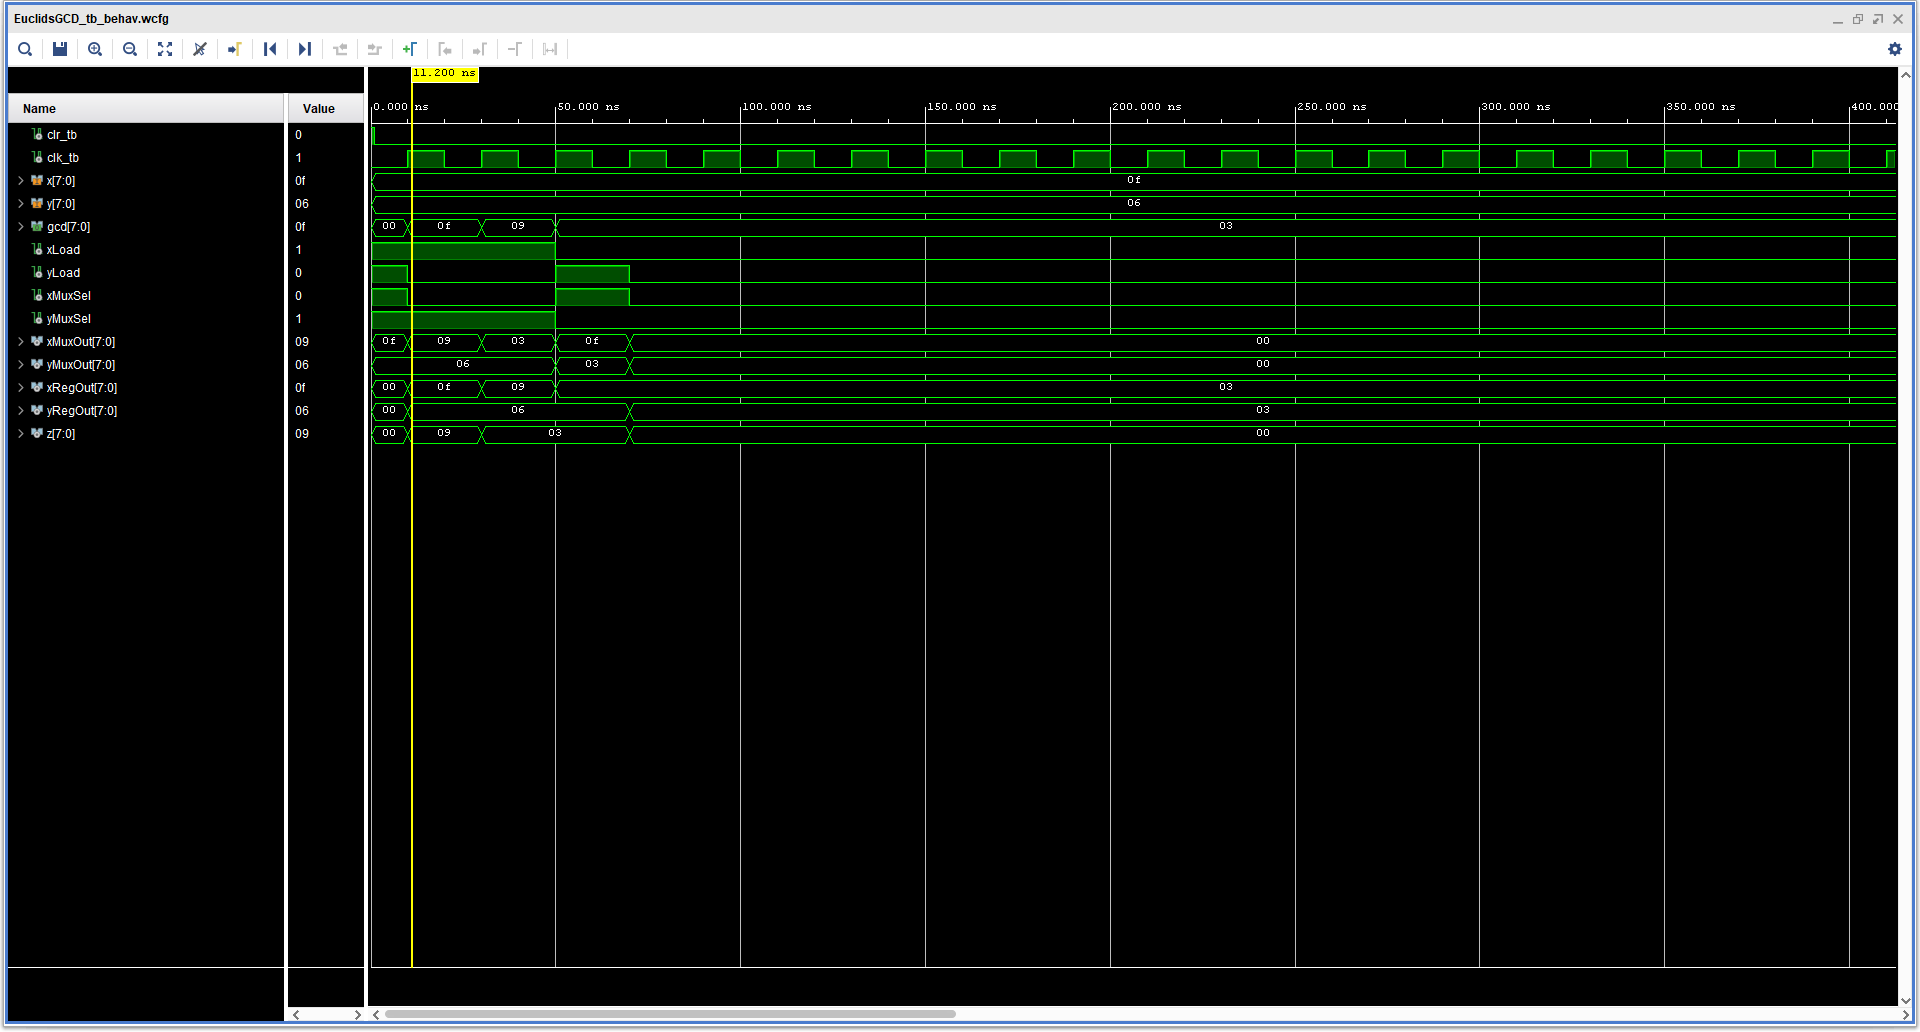 EuclidsGCD_tb_behav.wcfg
11.200 ns
Name Value 0.000 ns 50.000 ns 100.000 ns 150.000 ns 200.000 ns 250.000 ns 300.000 ns 350.000 ns 400.000
clr_tb 0
clk_tb 1
x[7:0] 0f 0f
y[7:0] 06 06
gcd[7:0] 0f 00 0f 09 03
xLoad 1
yLoad 0
xMuxSel 0
yMuxSel 1
xMuxOut[7:0] 09 0f 09 03 0f 00
yMuxOut[7:0] 06 06 03 00
xRegOut[7:0] 0f 00 0f 09 03
yRegOut[7:0] 06 00 06 03
z[7:0] 09 00 09 03 00